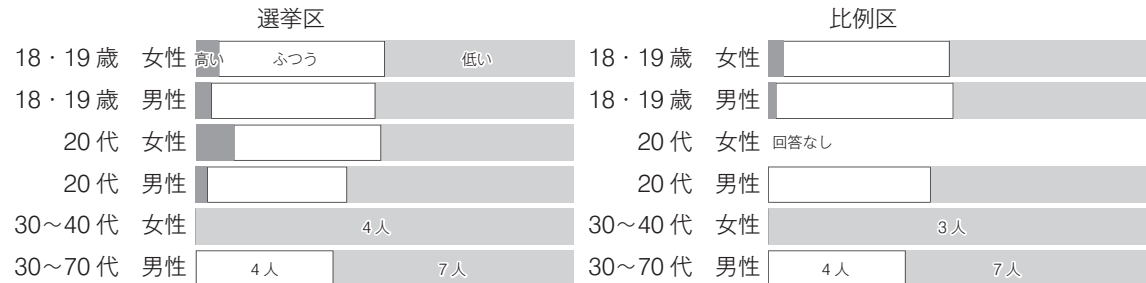 選挙区
18・19歳 女性 高い ふつう 低い
18・19歳 男性
20代 女性
20代 男性
30〜40代 女性 4人
30〜70代 男性 4人 7人
比例区
18・19歳 女性
18・19歳 男性
20代 女性 回答なし
20代 男性
30〜40代 女性 3人
30〜70代 男性 4人 7人